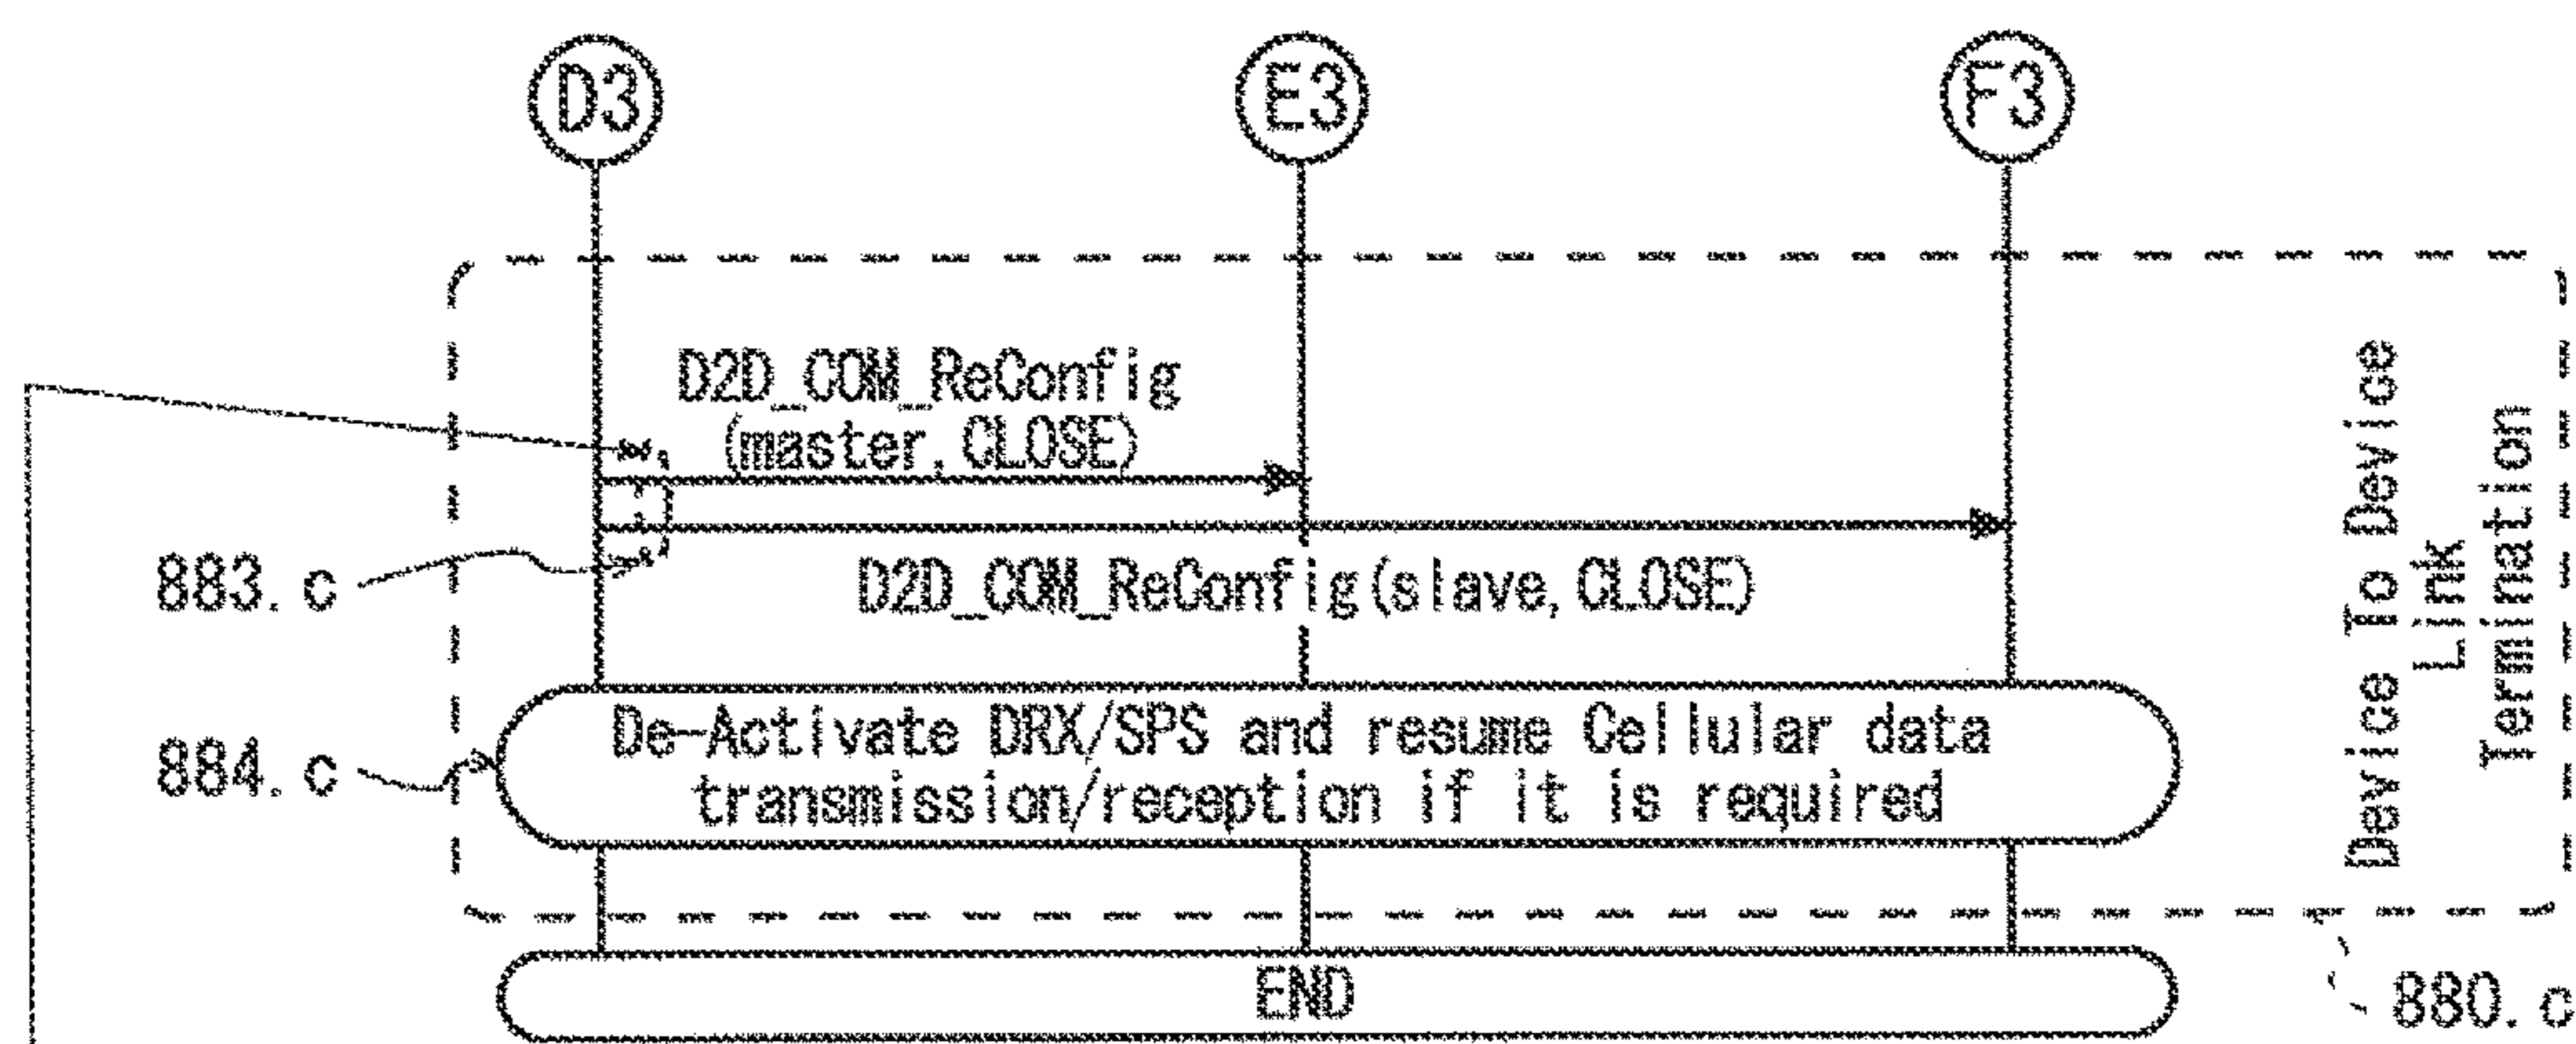 D3
E3
F3
D2D_COM_ReConfig
(master, CLOSE)
883. c
D2D_COM_ReConfig(slave, CLOSE)
884. c
De-Activate DRX/SPS and resume Cellular data
transmission/reception if it is required
Device To Device
Link
Termination
END
880. c